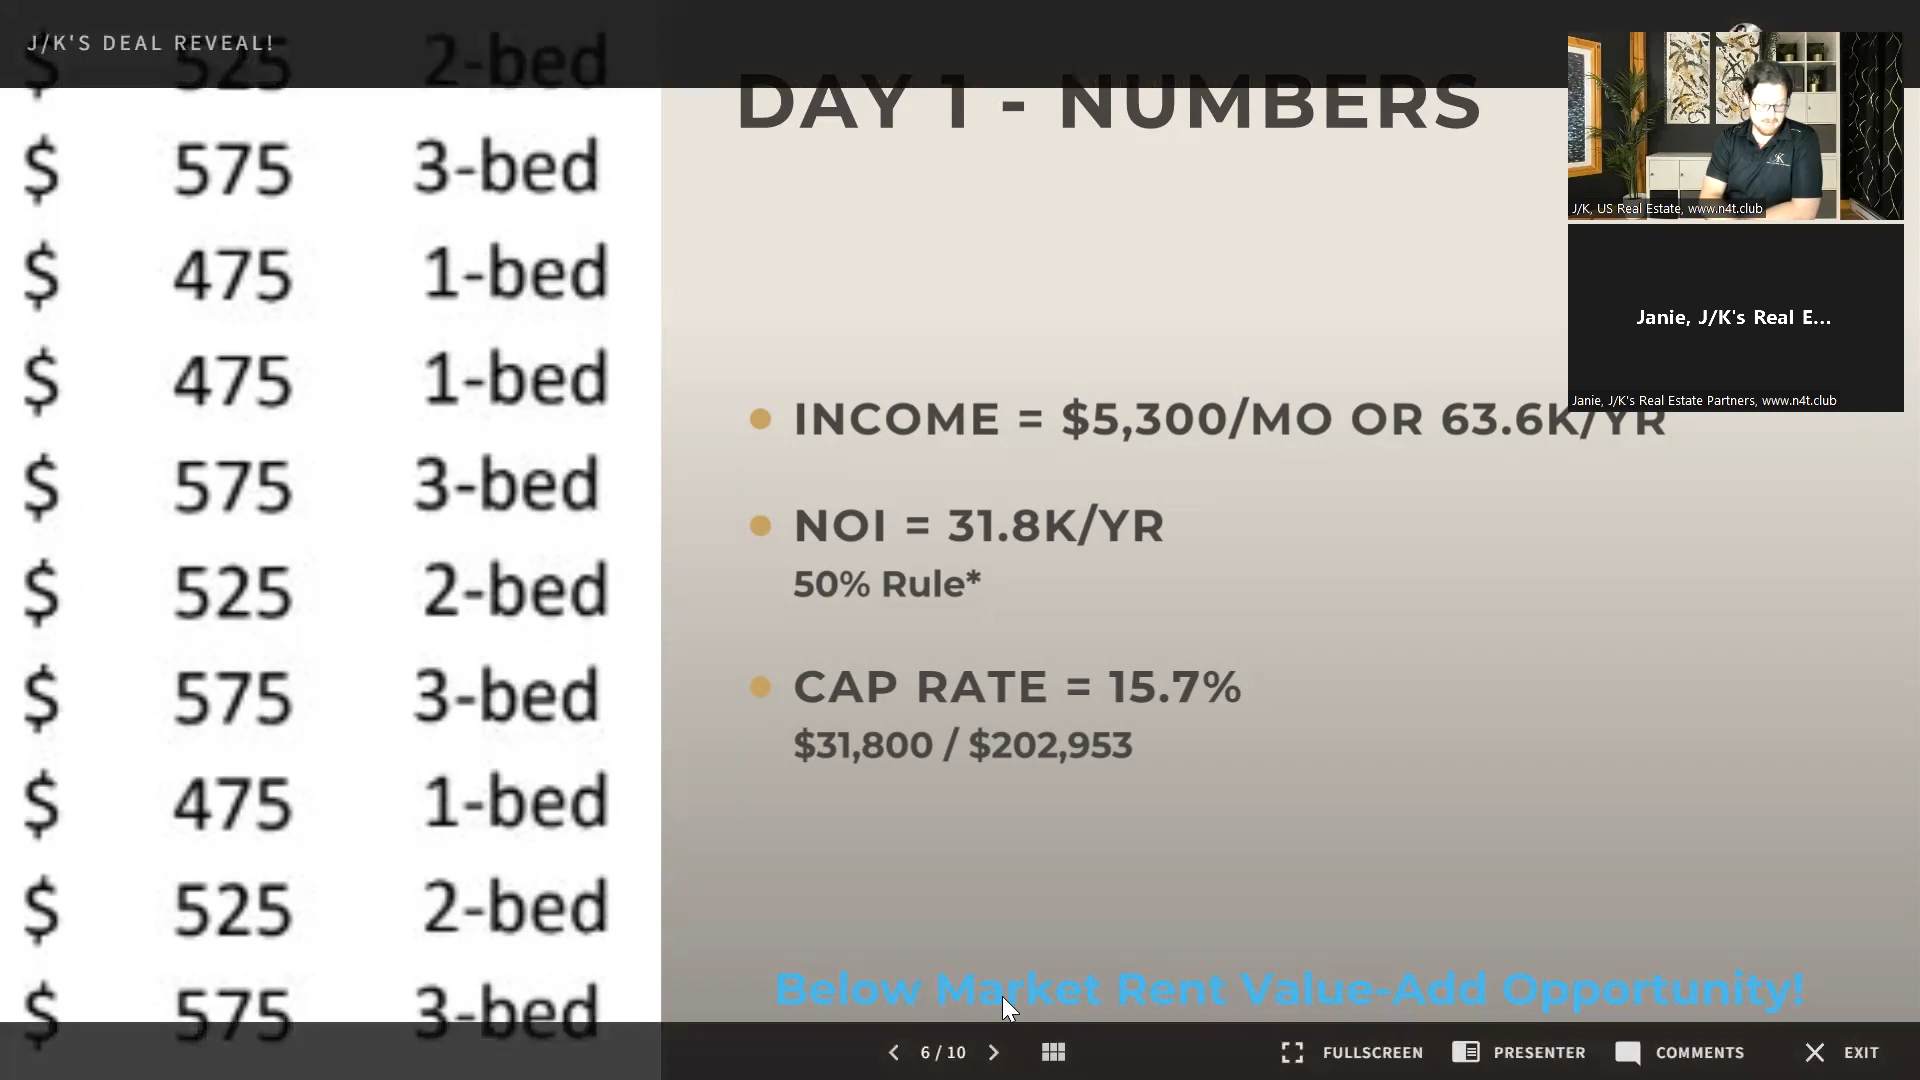 J/K'S DEAL REVEAL!
$ 525 2-bed
$ 575 3-bed
$ 475 1-bed
$ 475 1-bed
$ 575 3-bed
$ 525 2-bed
$ 575 3-bed
$ 475 1-bed
$ 525 2-bed
$ 575 3-bed
DAY 1 - NUMBERS
INCOME = $5,300/MO OR 63.6K/YR
NOI = 31.8K/YR
50% Rule*
CAP RATE = 15.7%
$31,800 / $202,953
Below Market Rent Value-Add Opportunity!
J/K, US Real Estate, www.n4t.club
Janie, J/K's Real E...
Janie, J/K's Real Estate Partners, www.n4t.club
6 / 10
FULLSCREEN
PRESENTER
COMMENTS
EXIT